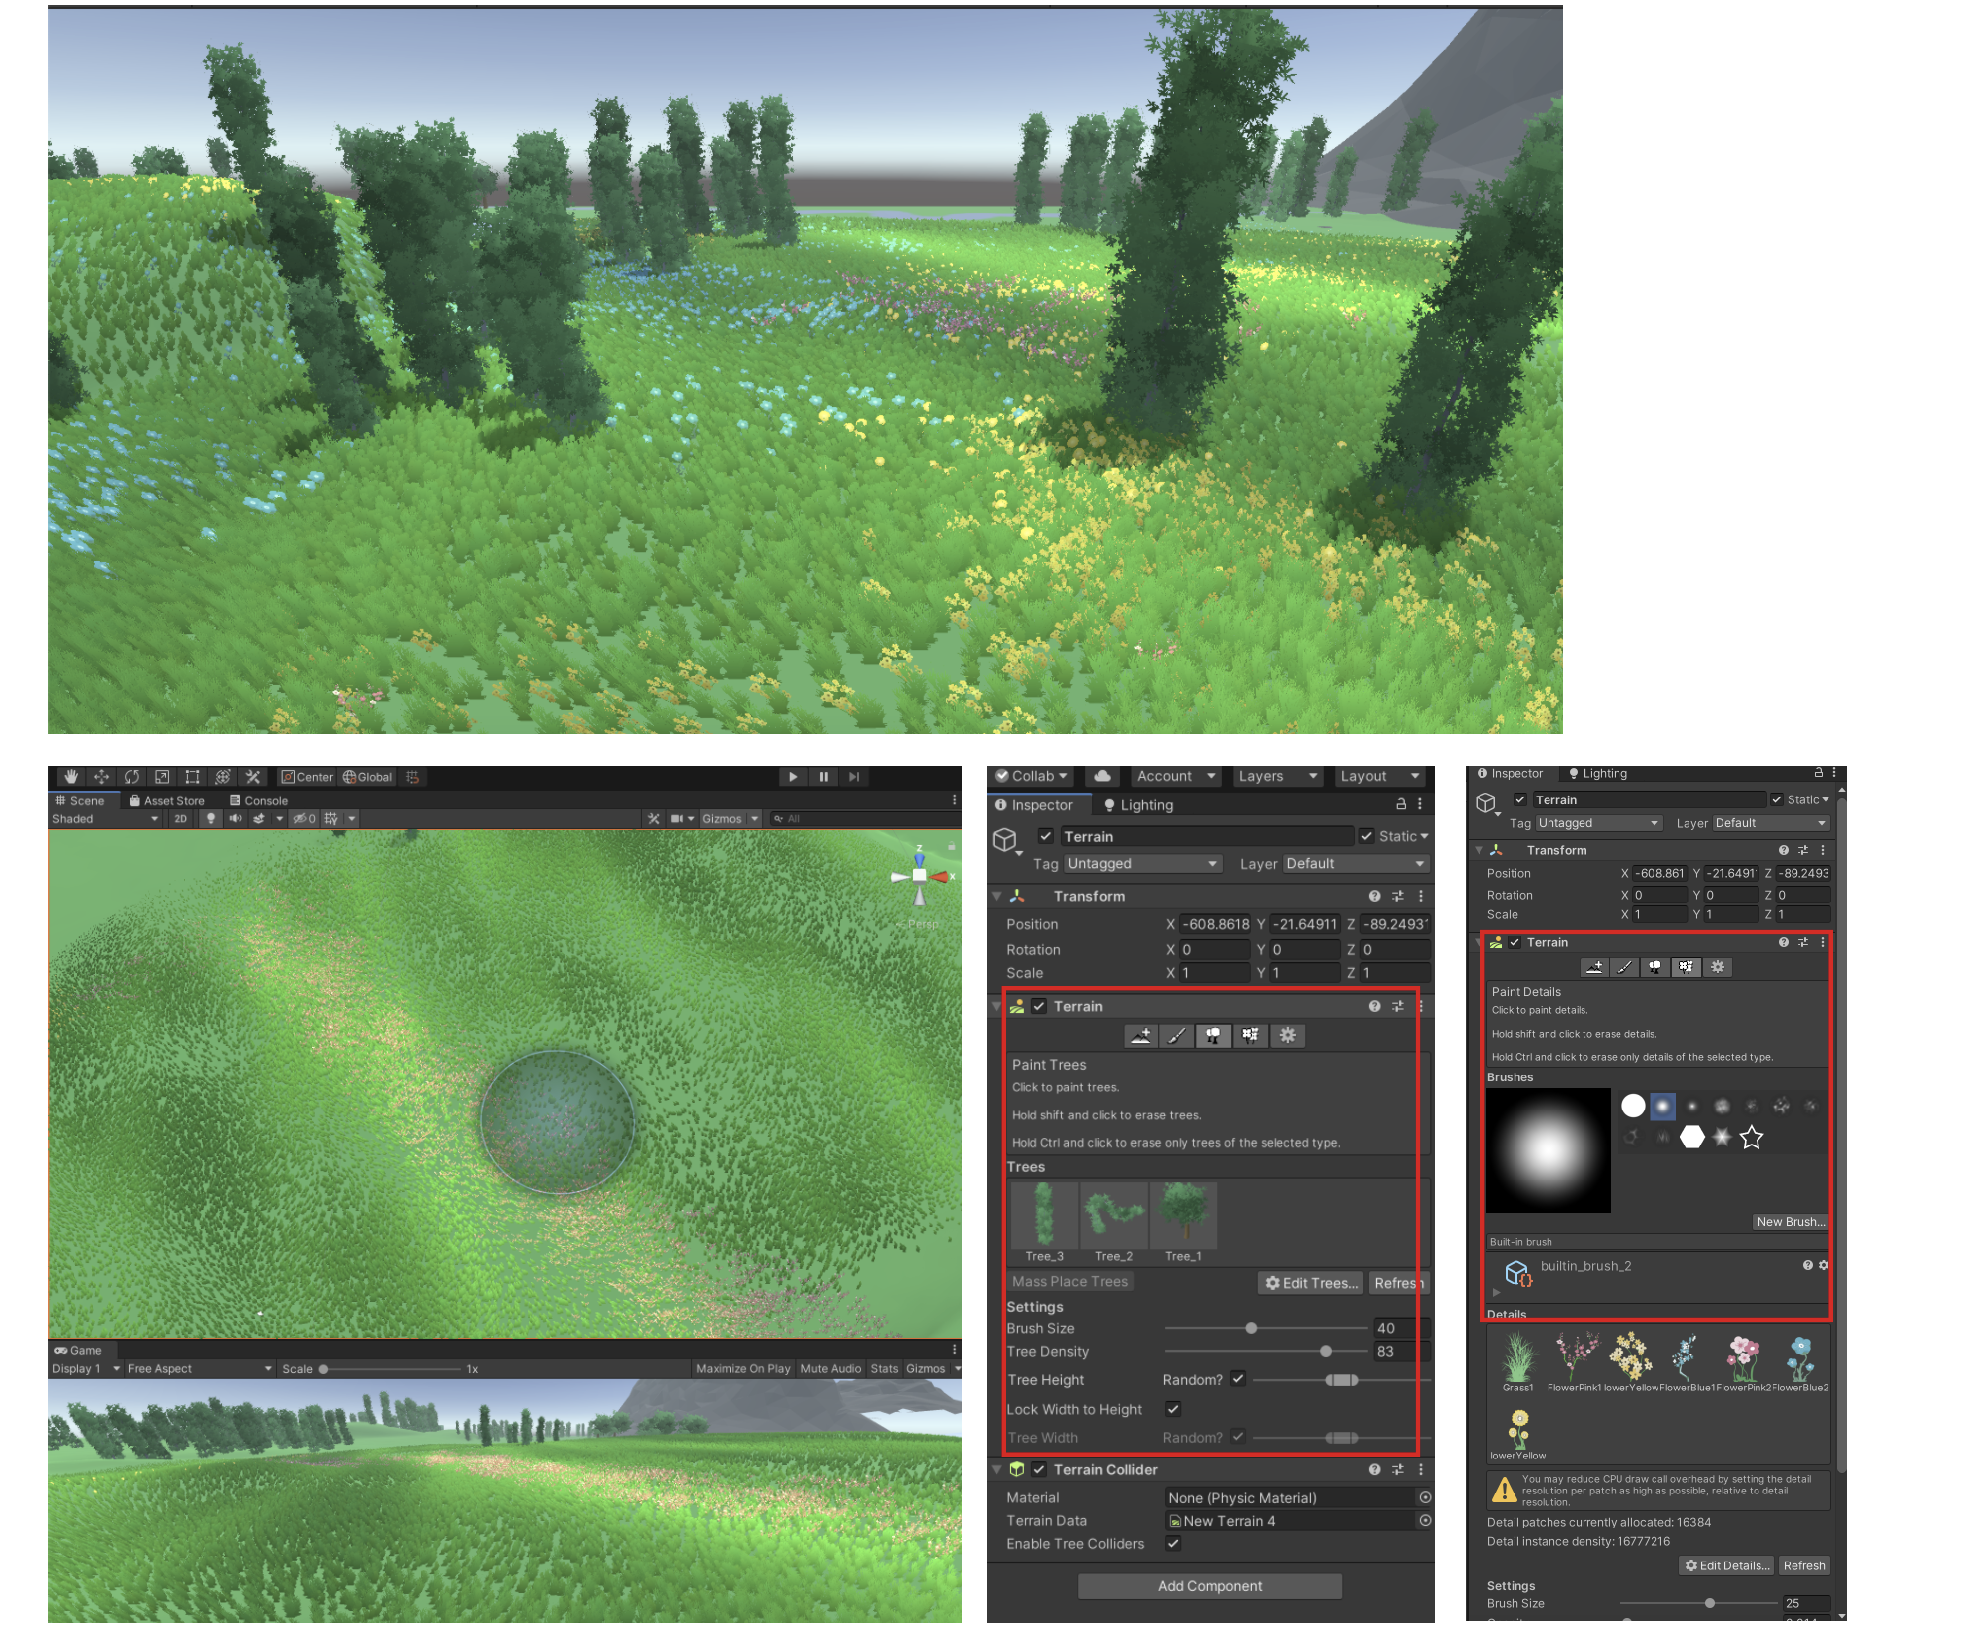 Center Global
Scene Asset Store Console
Shaded 2D 0 Gizmos All
z
x
Persp
Game
Display 1 Free Aspect Scale 1x Maximize On Play Mute Audio Stats Gizmos
Collab Account Layers Layout
Inspector Lighting
Terrain Static
Tag Untagged Layer Default
Transform
Position X -608.8618 Y -21.64911 Z -89.2493
Rotation X 0 Y 0 Z 0
Scale X 1 Y 1 Z 1
Terrain
Paint Trees
Click to paint trees.
Hold shift and click to erase trees.
Hold Ctrl and click to erase only trees of the selected type.
Trees
Tree_3 Tree_2 Tree_1
Mass Place Trees Edit Trees... Refresh
Settings
Brush Size 40
Tree Density 83
Tree Height Random?
Lock Width to Height
Tree Width Random?
Terrain Collider
Material None (Physic Material)
Terrain Data New Terrain 4
Enable Tree Colliders
Add Component
Inspector Lighting
Terrain Static
Tag Untagged Layer Default
Transform
Position X -608.861 Y -21.6491 Z -89.2493
Rotation X 0 Y 0 Z 0
Scale X 1 Y 1 Z 1
Terrain
Paint Details
Click to paint details.
Hold shift and click to erase details.
Hold Ctrl and click to erase only details of the selected type.
Brushes
New Brush...
Built-in brush
builtin_brush_2
Details
Grass1 FlowerPink1 lowerYellow FlowerBlue1 FlowerPink2 FlowerBlue2
lowerYellow
You may reduce CPU draw call overhead by setting the detail
resolution per patch as high as possible, relative to detail
resolution.
Detail patches currently allocated: 16384
Detail instance density: 16777216
Edit Details... Refresh
Settings
Brush Size 25